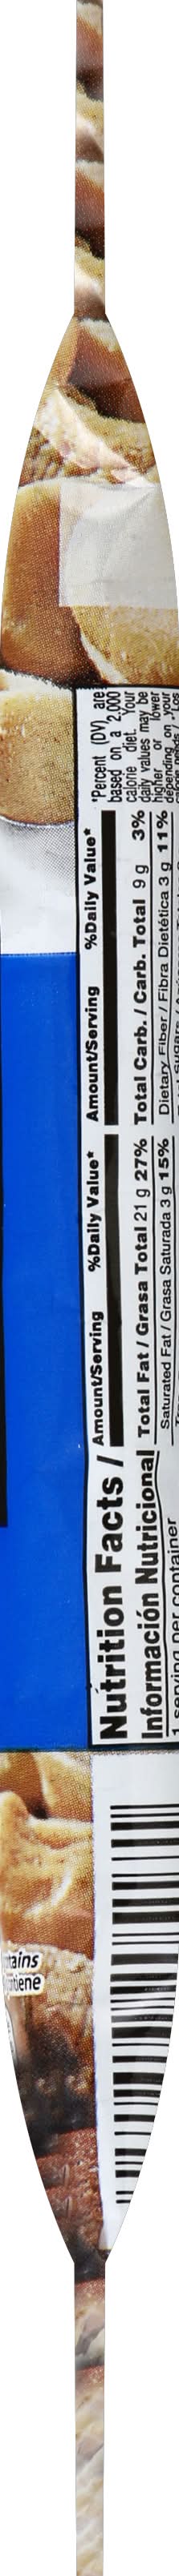 Nutrition Facts /
Información Nutricional
1 serving per container
Amount/Serving %Daily Value*
Total Fat / Grasa Total 21 g 27%
Saturated Fat / Grasa Saturada 3 g 15%
Amount/Serving %Daily Value*
Total Carb. / Carb. Total 9 g 3%
Dietary Fiber / Fibra Dietética 3 g 11%
*Percent (DV) are
based on a 2,000
calorie diet. Your
daily values may be
higher or lower
depending on your